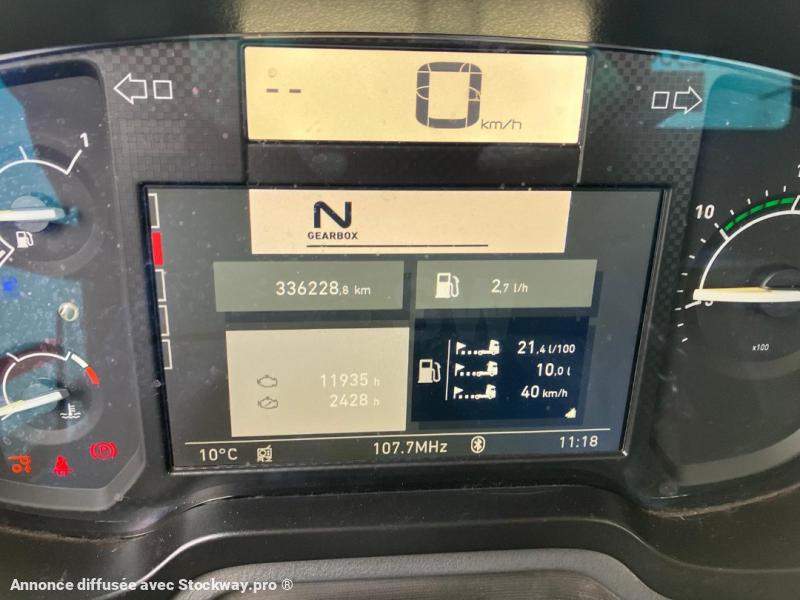 -- 0 km/h
1
N
GEARBOX
10
336228,8 km
2,7 l/h
x100
21,4 l/100
10,0 l
40 km/h
11935 h
2428 h
10°C
107.7MHz
11:18
Annonce diffusée avec Stockway.pro ®